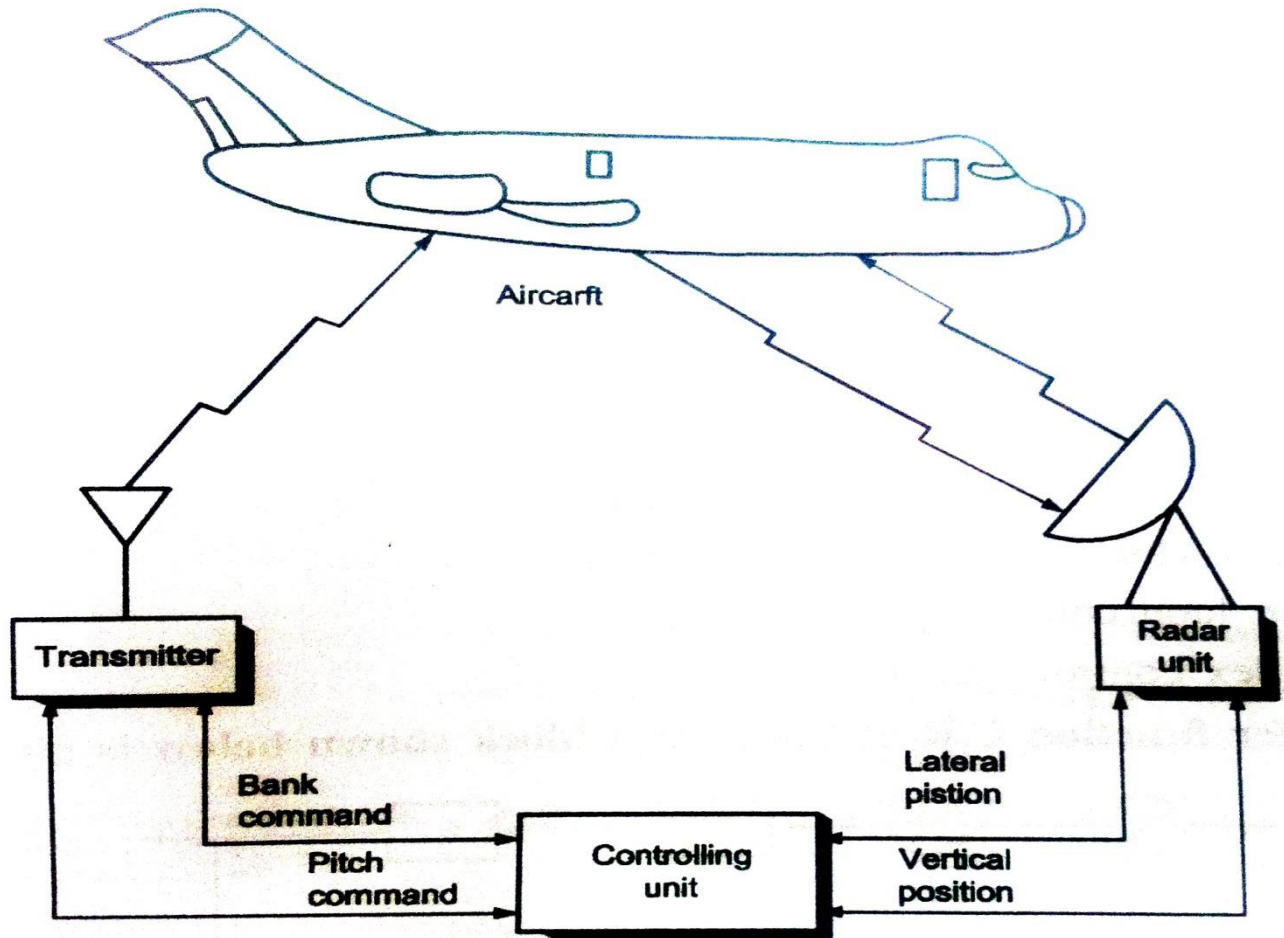 Aircarft
Transmitter
Radar
unit
Bank
command
Pitch
command
Controlling
unit
Lateral
pistion
Vertical
position